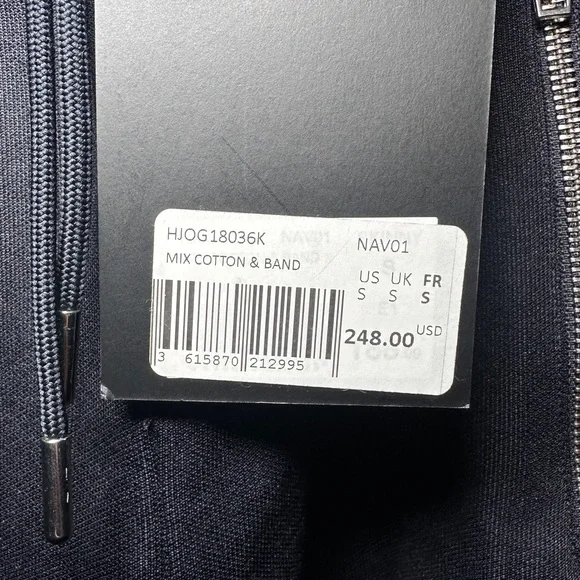 HJOG18036K NAV01
MIX COTTON & BAND
US UK FR
S S S
248.00 USD
3 615870 212995